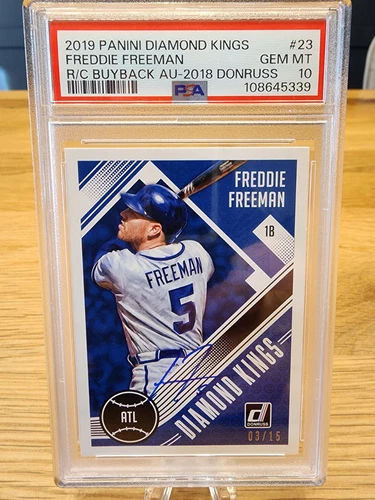 2019 PANINI DIAMOND KINGS #23
FREDDIE FREEMAN GEM MT
R/C BUYBACK AU-2018 DONRUSS 10
PSA 108645339
FREDDIE
FREEMAN
1B
FREEMAN
5
DIAMOND KINGS
ATL
D
DONRUSS
03/15